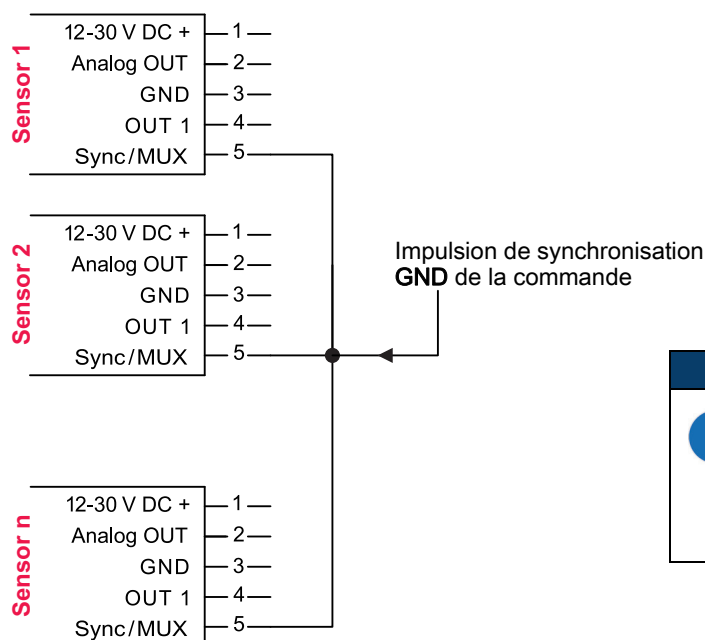 Sensor 1
12-30 V DC + 1
Analog OUT 2
GND 3
OUT 1 4
Sync/MUX 5
Sensor 2
12-30 V DC + 1
Analog OUT 2
GND 3
OUT 1 4
Sync/MUX 5
Impulsion de synchronisation
GND de la commande
Sensor n
12-30 V DC + 1
Analog OUT 2
GND 3
OUT 1 4
Sync/MUX 5